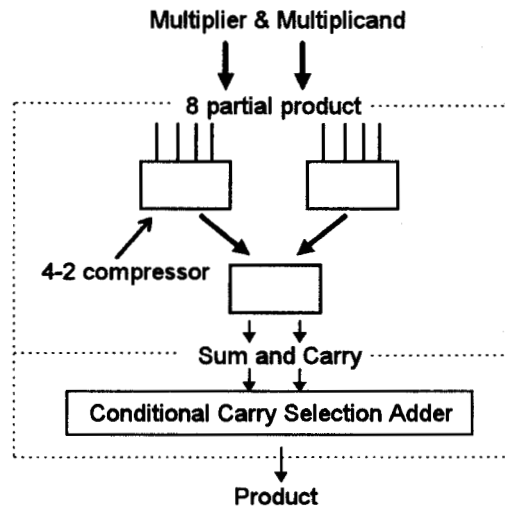 Multiplier & Multiplicand
8 partial product
4-2 compressor
Sum and Carry
Conditional Carry Selection Adder
Product